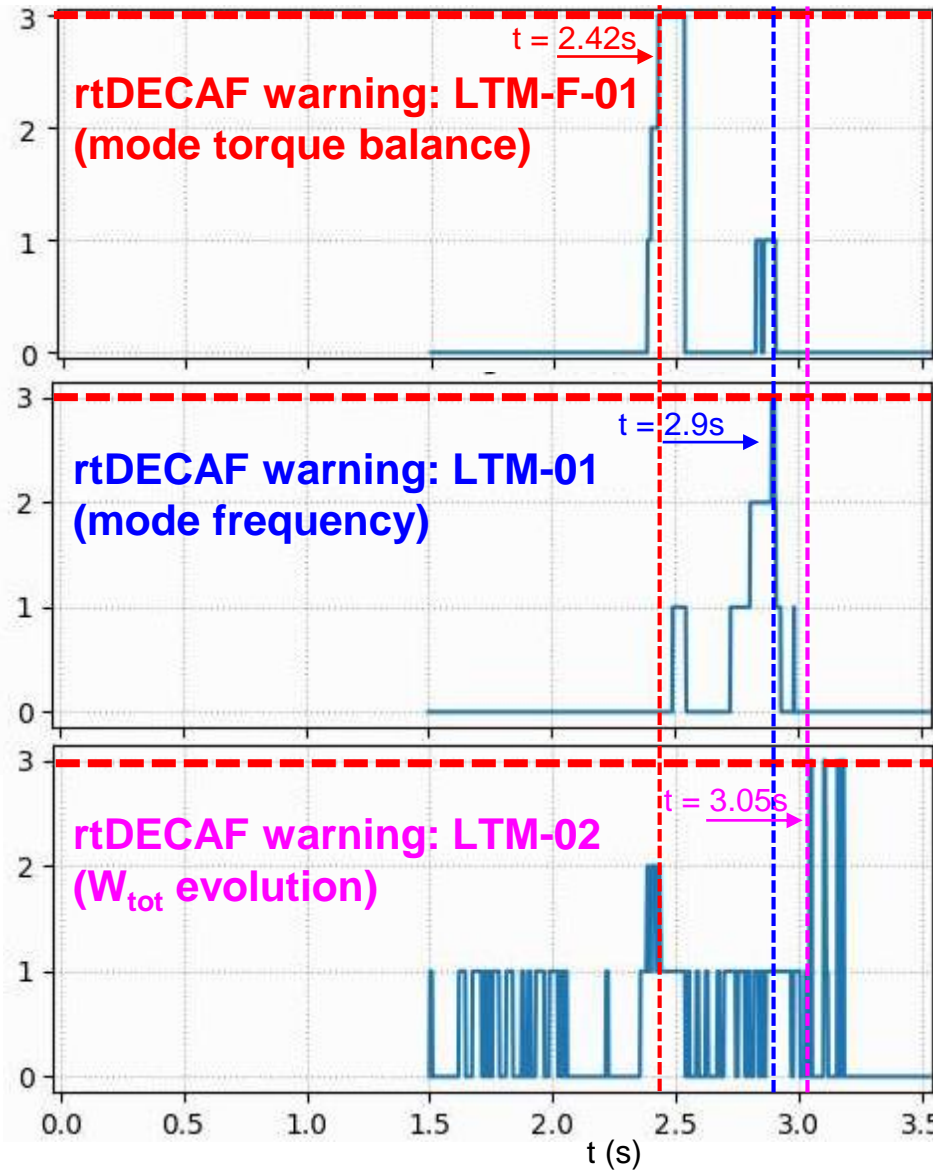 3
t = 2.42s
rtDECAF warning: LTM-F-01
(mode torque balance)
2
1
0
3
t = 2.9s
rtDECAF warning: LTM-01
(mode frequency)
2
1
0
3
t = 3.05s
rtDECAF warning: LTM-02
(Wtot evolution)
2
1
0
0.0 0.5 1.0 1.5 2.0 2.5 3.0 3.5
t (s)